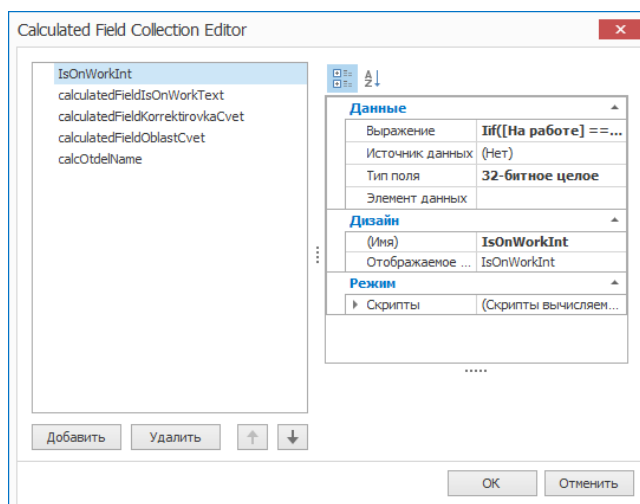 Calculated Field Collection Editor
IsOnWorkInt
calculatedFieldIsOnWorkText
calculatedFieldKorrektirovkaCvet
calculatedFieldOblastCvet
calcOtdelName
Данные
Выражение Iif([На работе] ==...
Источник данных (Нет)
Тип поля 32-битное целое
Элемент данных
Дизайн
(Имя) IsOnWorkInt
Отображаемое ... IsOnWorkInt
Режим
Скрипты (Скрипты вычисляем...
Добавить Удалить
OK Отменить